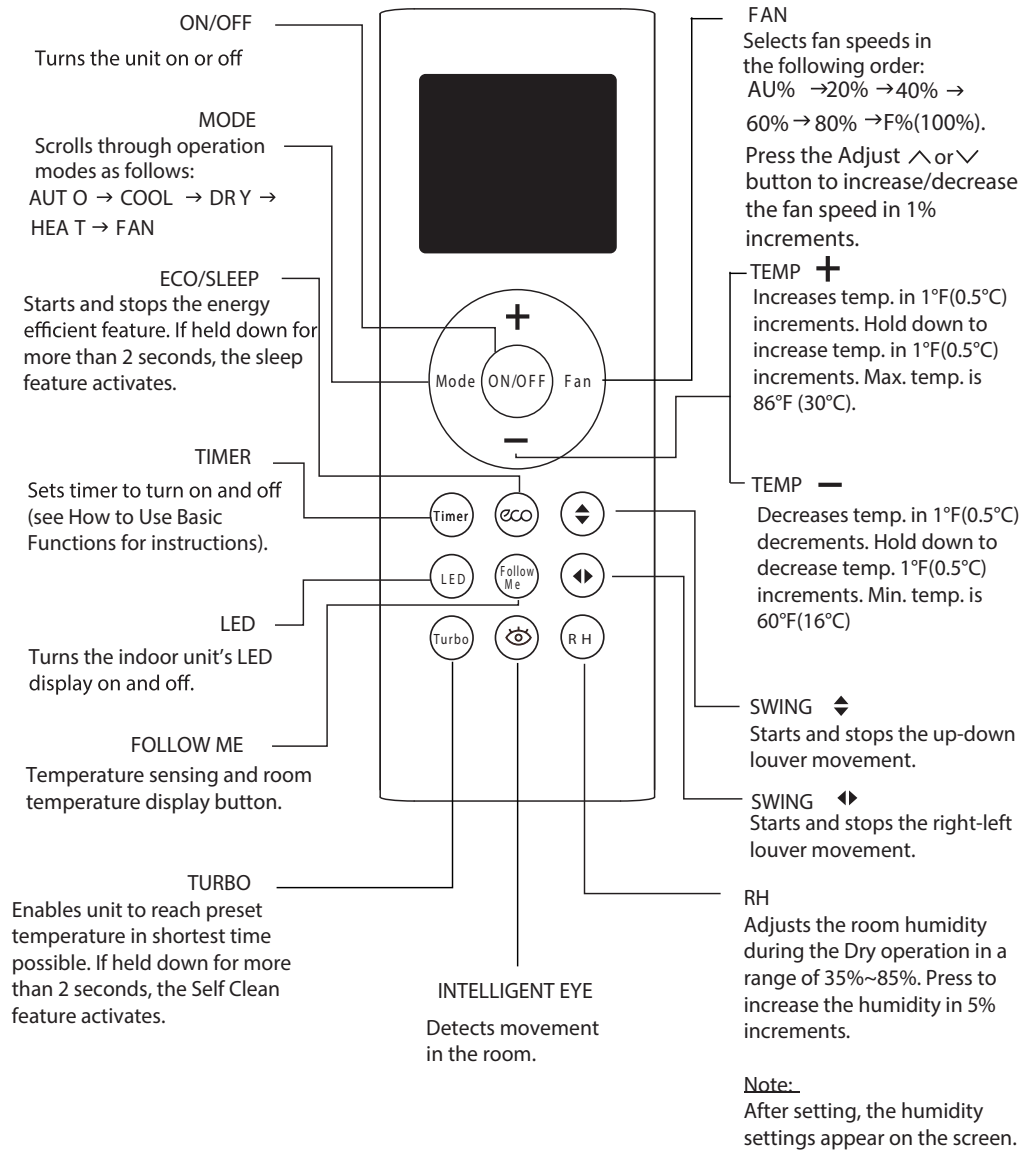 ON/OFF
Turns the unit on or off
MODE
Scrolls through operation
modes as follows:
AUT O → COOL → DR Y →
HEA T → FAN
ECO/SLEEP
Starts and stops the energy
efficient feature. If held down for
more than 2 seconds, the sleep
feature activates.
TIMER
Sets timer to turn on and off
(see How to Use Basic
Functions for instructions).
LED
Turns the indoor unit's LED
display on and off.
FOLLOW ME
Temperature sensing and room
temperature display button.
TURBO
Enables unit to reach preset
temperature in shortest time
possible. If held down for more
than 2 seconds, the Self Clean
feature activates.
+
Mode ON/OFF Fan
−
Timer eco
LED Follow
Me
Turbo RH
INTELLIGENT EYE
Detects movement
in the room.
FAN
Selects fan speeds in
the following order:
AU% →20% →40% →
60% → 80% →F%(100%).
Press the Adjust ∧ or ∨
button to increase/decrease
the fan speed in 1%
increments.
TEMP +
Increases temp. in 1°F(0.5°C)
increments. Hold down to
increase temp. in 1°F(0.5°C)
increments. Max. temp. is
86°F (30°C).
TEMP −
Decreases temp. in 1°F(0.5°C)
decrements. Hold down to
decrease temp. 1°F(0.5°C)
increments. Min. temp. is
60°F(16°C)
SWING
Starts and stops the up-down
louver movement.
SWING
Starts and stops the right-left
louver movement.
RH
Adjusts the room humidity
during the Dry operation in a
range of 35%~85%. Press to
increase the humidity in 5%
increments.
Note:
After setting, the humidity
settings appear on the screen.